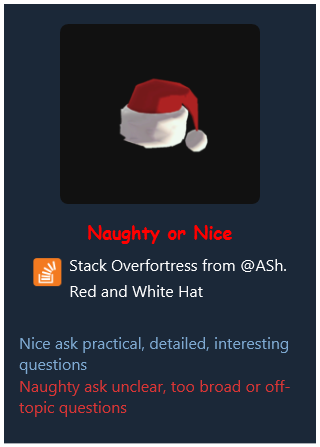 Naughty or Nice
Stack Overfortress from @ASh.
Red and White Hat
Nice ask practical, detailed, interesting
questions
Naughty ask unclear, too broad or off-
topic questions